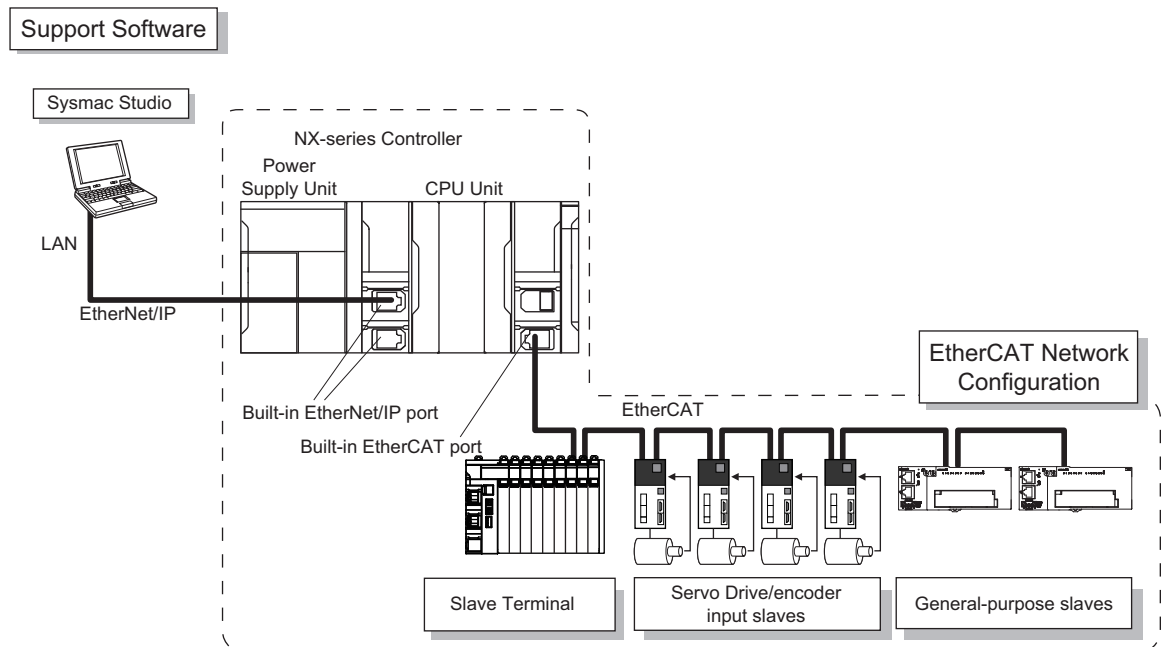 Support Software
Sysmac Studio
NX-series Controller
Power
Supply Unit
CPU Unit
LAN
EtherNet/IP
EtherCAT Network
Configuration
Built-in EtherNet/IP port
EtherCAT
Built-in EtherCAT port
Slave Terminal
Servo Drive/encoder
input slaves
General-purpose slaves